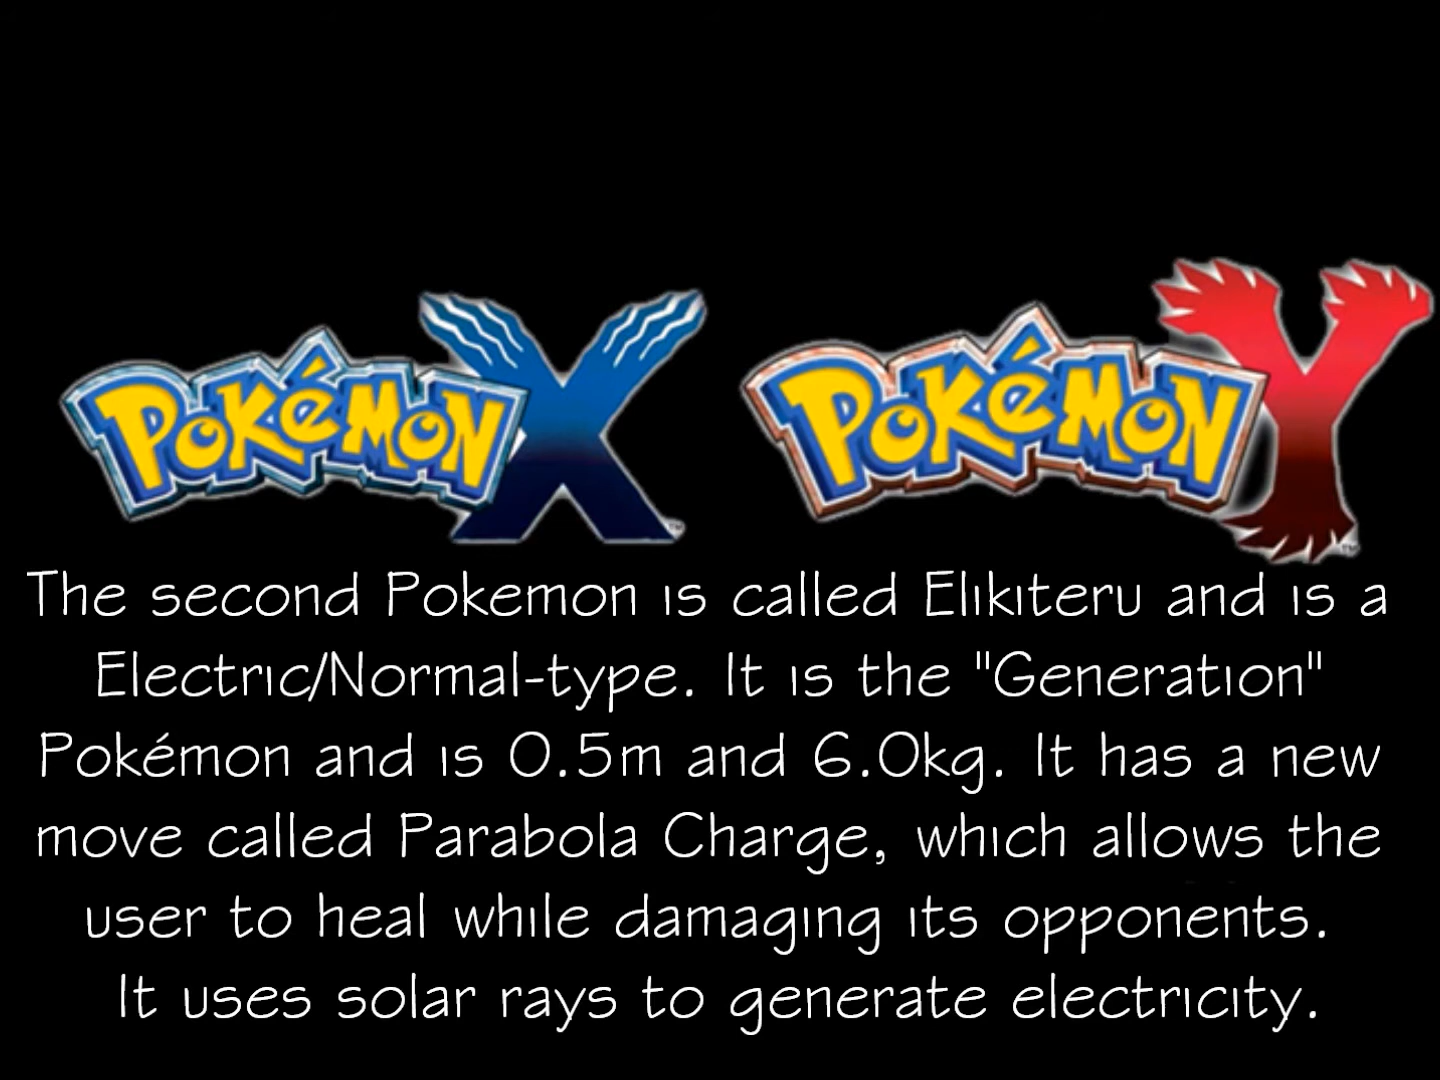 POKéMON X
POKéMON Y
The second Pokemon is called Elikiteru and is a
Electric/Normal-type. It is the "Generation"
Pokémon and is 0.5m and 6.0kg. It has a new
move called Parabola Charge, which allows the
user to heal while damaging its opponents.
It uses solar rays to generate electricity.